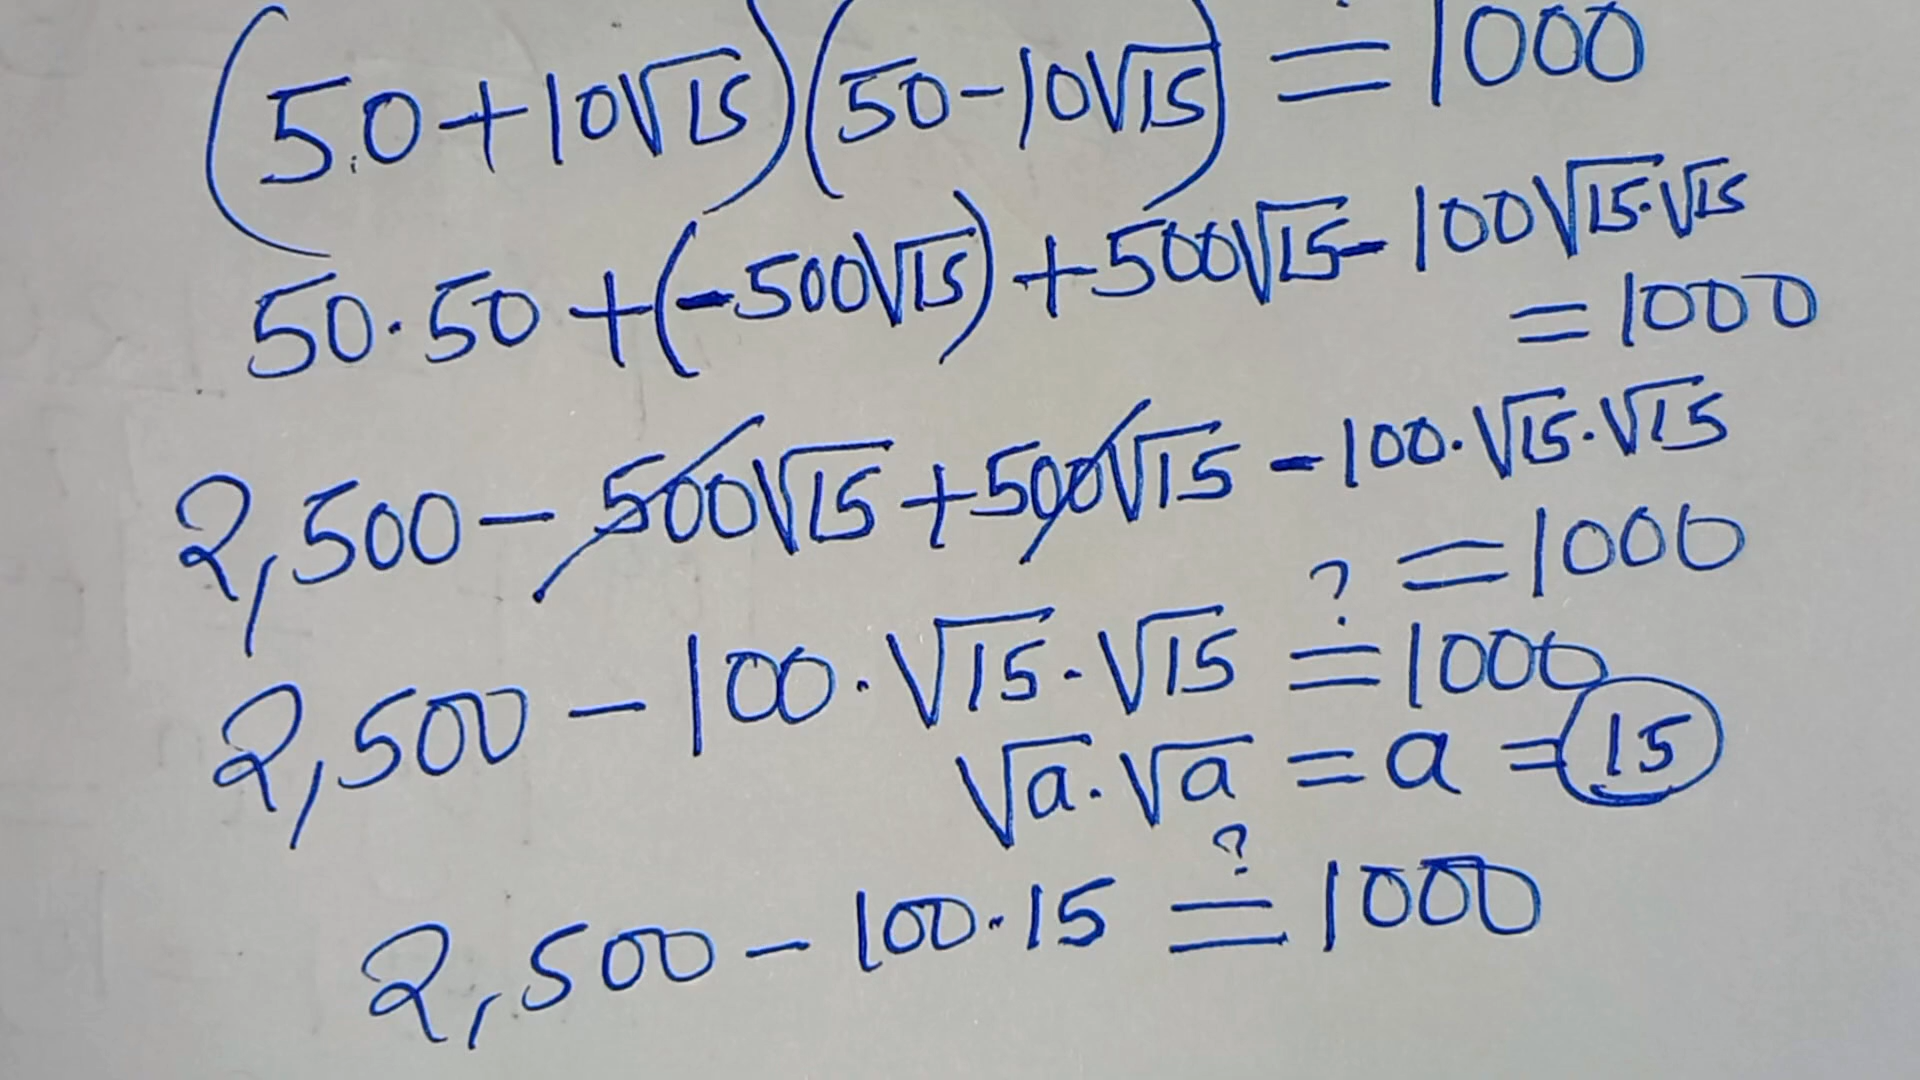 (50+10√15)(50-10√15) = 1000
50·50+(-500√15)+500√15-100√15·√15
= 1000
2,500-500√15+500√15-100·√15·√15
= 1000
?
2,500-100·√15·√15 = 1000
√a·√a = a = 15
?
2,500-100·15 = 1000